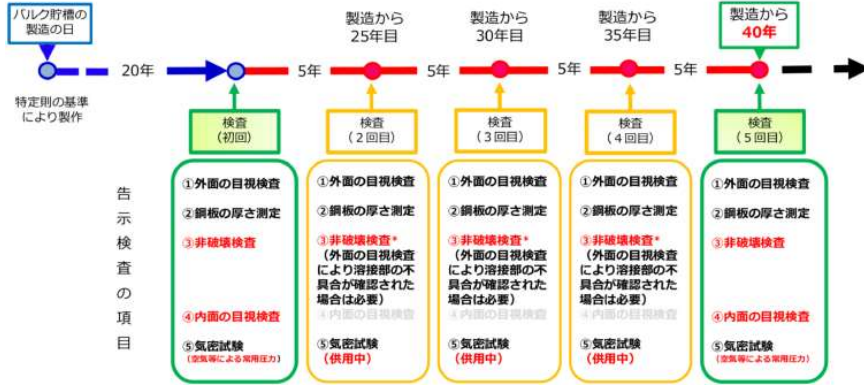 バルク貯槽の
製造の日
特定則の基準
により製作
20年
5年
製造から
25年目
5年
製造から
30年目
5年
製造から
35年目
5年
製造から
40年
検査
（初回）
検査
（２回目）
検査
（３回目）
検査
（４回目）
検査
（５回目）
告示検査の項目
①外面の目視検査
②鋼板の厚さ測定
③非破壊検査
④内面の目視検査
⑤気密試験
（空気等による常用圧力）
①外面の目視検査
②鋼板の厚さ測定
③非破壊検査*
（外面の目視検査
により溶接部の不
具合が確認された
場合は必要）
④内面の目視検査
⑤気密試験
（供用中）
①外面の目視検査
②鋼板の厚さ測定
③非破壊検査*
（外面の目視検査
により溶接部の不
具合が確認された
場合は必要）
④内面の目視検査
⑤気密試験
（供用中）
①外面の目視検査
②鋼板の厚さ測定
③非破壊検査*
（外面の目視検査
により溶接部の不
具合が確認された
場合は必要）
④内面の目視検査
⑤気密試験
（供用中）
①外面の目視検査
②鋼板の厚さ測定
③非破壊検査
④内面の目視検査
⑤気密試験
（空気等による常用圧力）